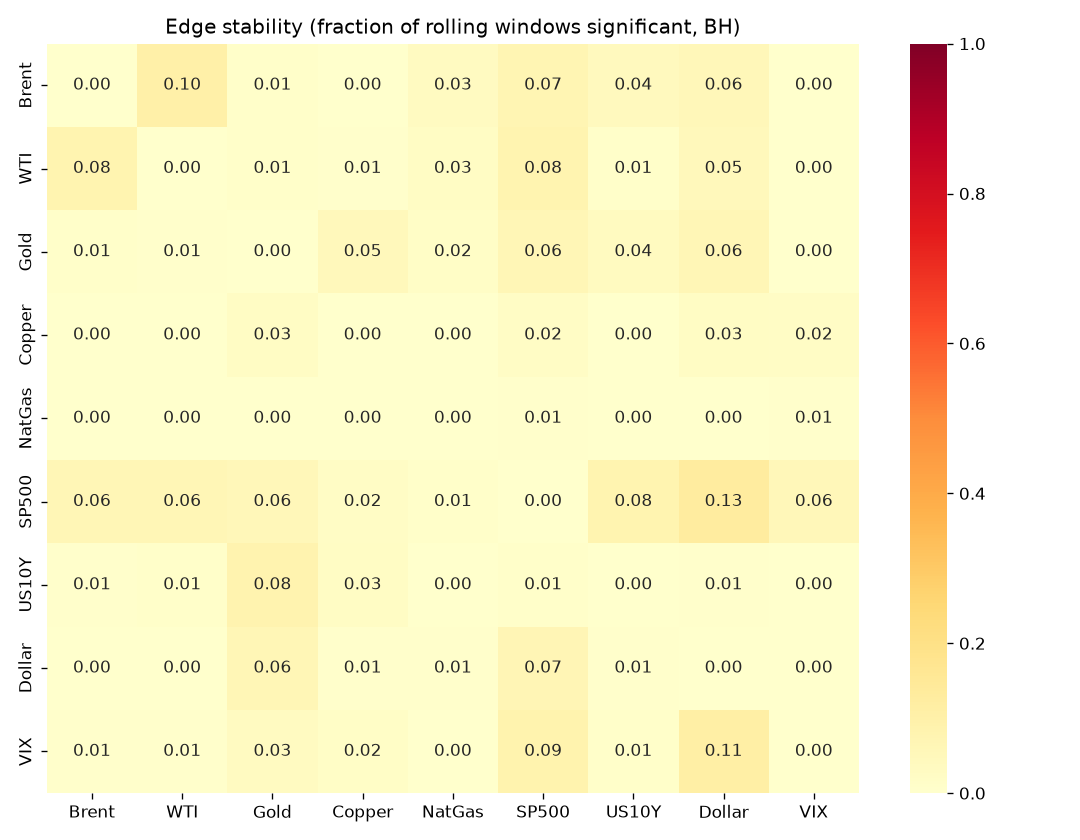 Edge stability (fraction of rolling windows significant, BH)
Brent 0.00 0.10 0.01 0.00 0.03 0.07 0.04 0.06 0.00
WTI 0.08 0.00 0.01 0.01 0.03 0.08 0.01 0.05 0.00
Gold 0.01 0.01 0.00 0.05 0.02 0.06 0.04 0.06 0.00
Copper 0.00 0.00 0.03 0.00 0.00 0.02 0.00 0.03 0.02
NatGas 0.00 0.00 0.00 0.00 0.00 0.01 0.00 0.00 0.01
SP500 0.06 0.06 0.06 0.02 0.01 0.00 0.08 0.13 0.06
US10Y 0.01 0.01 0.08 0.03 0.00 0.01 0.00 0.01 0.00
Dollar 0.00 0.00 0.06 0.01 0.01 0.07 0.01 0.00 0.00
VIX 0.01 0.01 0.03 0.02 0.00 0.09 0.01 0.11 0.00
Brent WTI Gold Copper NatGas SP500 US10Y Dollar VIX
1.0
0.8
0.6
0.4
0.2
0.0